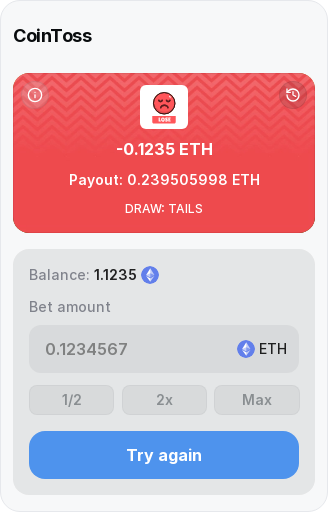 CoinToss
LOSE
-0.1235 ETH
Payout: 0.239505998 ETH
DRAW: TAILS
Balance: 1.1235
Bet amount
0.1234567 ETH
1/2 2x Max
Try again